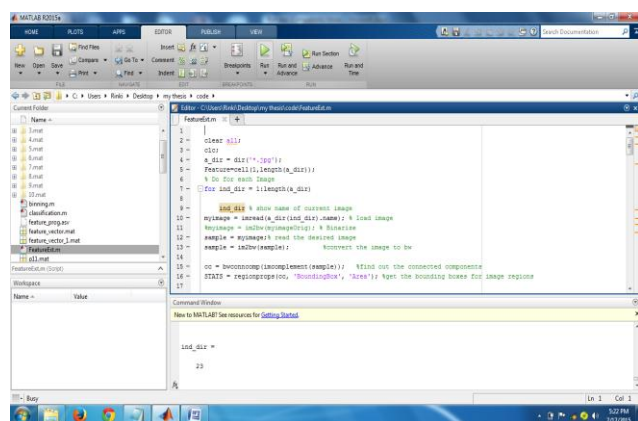 MATLAB R2015a
HOME PLOTS APPS EDITOR PUBLISH VIEW
Search Documentation
New Open Save Find Files Compare Print Go To Find Insert Comment Indent Breakpoints Run Run and Advance Run Section Advance Run and Time
FILE NAVIGATE EDIT BREAKPOINTS RUN
C: Users Rinki Desktop my thesis code
Current Folder
Name
3.mat
4.mat
5.mat
6.mat
7.mat
8.mat
9.mat
10.mat
binning.m
classification.m
feature_prog.asv
feature_vector.mat
feature_vector_1.mat
FeatureExt.m
a11.mat
FeatureExt.m (Script)
Workspace
Name Value
Editor - C:\Users\Rinki\Desktop\my thesis\code\FeatureExt.m
FeatureExt.m
1
2 - clear all;
3 - clc;
4 - a_dir = dir('*.jpg');
5 - Feature=cell(1,length(a_dir));
6 % Do for each Image
7 - for ind_dir = 1:length(a_dir)
8
9 - ind_dir % show name of current image
10 - myimage = imread(a_dir(ind_dir).name); % load image
11 %myimage = im2bw(myimageOrig); % Binarize
12 - sample = myimage;% read the desired image
13 - sample = im2bw(sample); %convert the image to bw
14
15 - cc = bwconncomp(imcomplement(sample)); %find out the connected components
16 - STATS = regionprops(cc, 'BoundingBox', 'Area'); %get the bounding boxes for image regions
17
Command Window
New to MATLAB? See resources for Getting Started.
ind_dir =
23
Busy
Ln 1 Col 1
5:22 PM